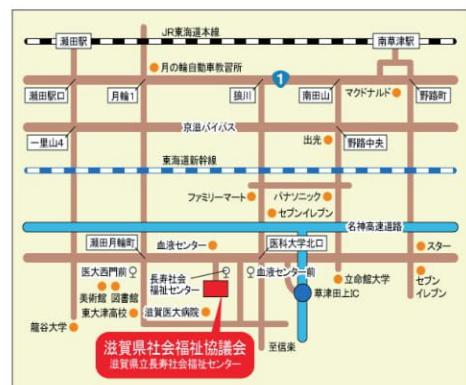 JR東海道本線
瀬田駅
南草津駅
月の輪自動車教習所
瀬田駅口
月輪1
狼川
1
南田山
マクドナルド
野路町
一里山4
京滋バイパス
出光
野路中央
東海道新幹線
ファミリーマート
パナソニック
セブンイレブン
名神高速道路
瀬田月輪町
血液センター
医科大学北口
スター
医大西門前
長寿社会
福祉センター
血液センター前
美術館
図書館
立命館大学
セブン
イレブン
東大津高校
滋賀医大病院
草津田上IC
龍谷大学
滋賀県社会福祉協議会
滋賀県立長寿社会福祉センター
至信楽